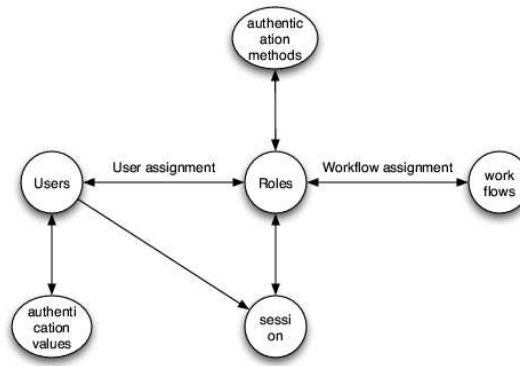 authentic
ation
methods
User assignment
Workflow assignment
Users
Roles
work
flows
authenti
cation
values
sessi
on